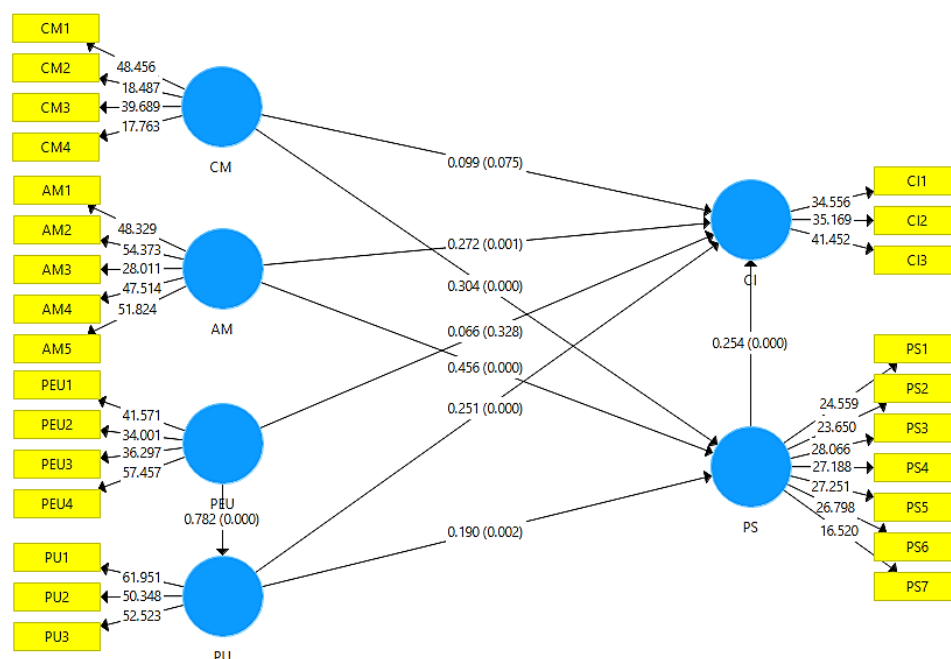 CM1
CM2
CM3
CM4
48.456
18.487
39.689
17.763
CM
AM1
AM2
AM3
AM4
AM5
48.329
54.373
28.011
47.514
51.824
AM
PEU1
PEU2
PEU3
PEU4
41.571
34.001
36.297
57.457
PEU
0.782 (0.000)
PU1
PU2
PU3
61.951
50.348
52.523
PU
0.099 (0.075)
0.272 (0.001)
0.304 (0.000)
0.066 (0.328)
0.456 (0.000)
0.251 (0.000)
0.190 (0.002)
0.254 (0.000)
CI
34.556
35.169
41.452
CI1
CI2
CI3
PS
24.559
23.650
28.066
27.188
27.251
26.798
16.520
PS1
PS2
PS3
PS4
PS5
PS6
PS7